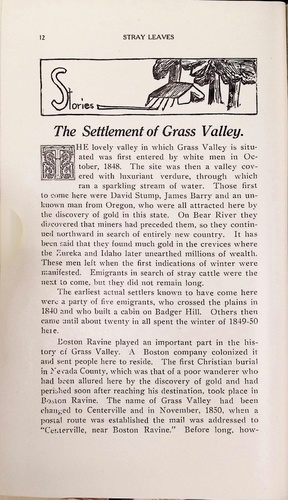 12 STRAY LEAVES
Stories
The Settlement of Grass Valley.
THE lovely valley in which Grass Valley is situ-
ated was first entered by white men in Oc-
tober, 1848. The site was then a valley cov-
ered with luxuriant verdure, through which
ran a sparkling stream of water. Those first
to come here were David Stump, James Barry and an un-
known man from Oregon, who were all attracted here by
the discovery of gold in this state. On Bear River they
discovered that miners had preceded them, so they contin-
ued northward in search of entirely new country. It has
been said that they found much gold in the crevices where
the Eureka and Idaho later unearthed millions of wealth.
These men left when the first indications of winter were
manifested. Emigrants in search of stray cattle were the
next to come, but they did not remain long.
The earliest actual settlers known to have come here
were a party of five emigrants, who crossed the plains in
1840 and who built a cabin on Badger Hill. Others then
came until about twenty in all spent the winter of 1849-50
here.
Boston Ravine played an important part in the his-
tory of Grass Valley. A Boston company colonized it
and sent people here to reside. The first Christian burial
in Nevada County, which was that of a poor wanderer who
had been allured here by the discovery of gold and had
perished soon after reaching his destination, took place in
Boston Ravine. The name of Grass Valley had been
changed to Centerville and in November, 1850, when a
postal route was established the mail was addressed to
"Centerville, near Boston Ravine." Before long, how-